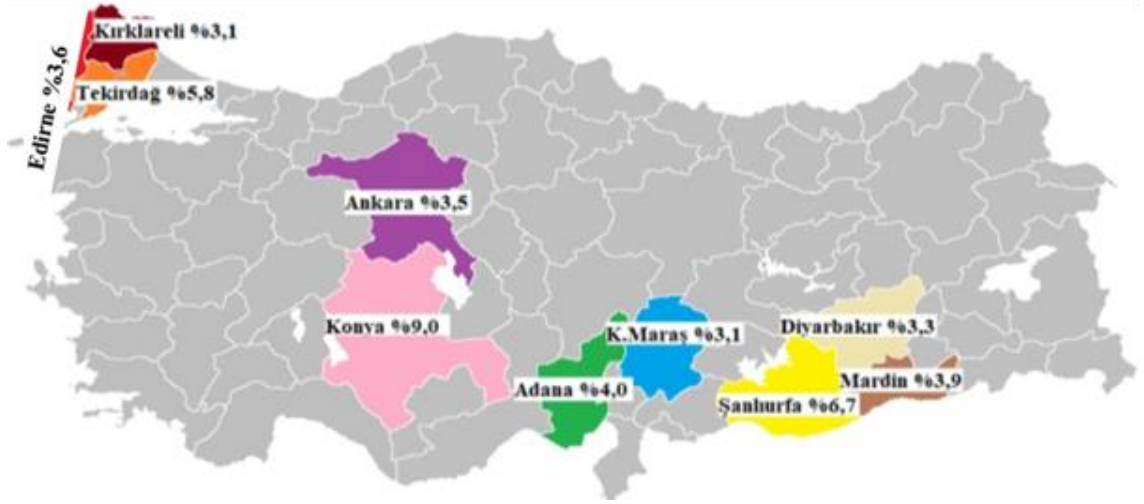 Kırklareli %3,1
Edirne %3,6
Tekirdağ %5,8
Ankara %3,5
Konya %9,0
K.Maraş %3,1
Diyarbakır %3,3
Adana %4,0
Mardin %3,9
Şanlıurfa %6,7